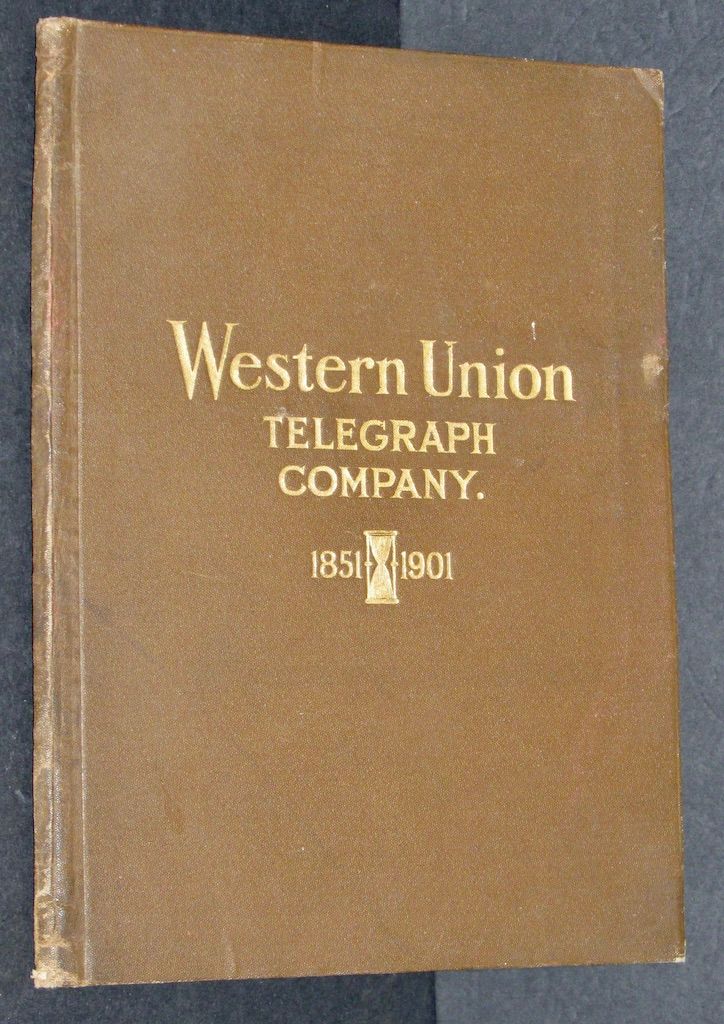 Western Union
TELEGRAPH
COMPANY.
1851 1901